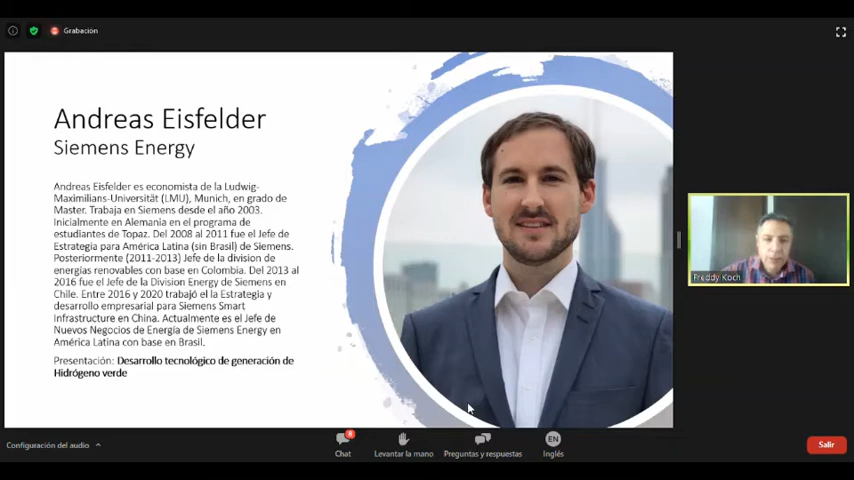 Grabación
Andreas Eisfelder
Siemens Energy
Andreas Eisfelder es economista de la Ludwig-
Maximilians-Universität (LMU), Munich, en grado de
Master. Trabaja en Siemens desde el año 2003.
Inicialmente en Alemania en el programa de
estudiantes de Topaz. Del 2008 al 2011 fue el Jefe de
Estrategia para América Latina (sin Brasil) de Siemens.
Posteriormente (2011-2013) Jefe de la division de
energías renovables con base en Colombia. Del 2013 al
2016 fue el Jefe de la Division Energy de Siemens en
Chile. Entre 2016 y 2020 trabajó el la Estrategia y
desarrollo empresarial para Siemens Smart
Infrastructure en China. Actualmente es el Jefe de
Nuevos Negocios de Energía de Siemens Energy en
América Latina con base en Brasil.
Presentación: Desarrollo tecnológico de generación de
Hidrógeno verde
Freddy Koch
Configuración del audio
8
Chat
Levantar la mano
Preguntas y respuestas
EN
Inglés
Salir